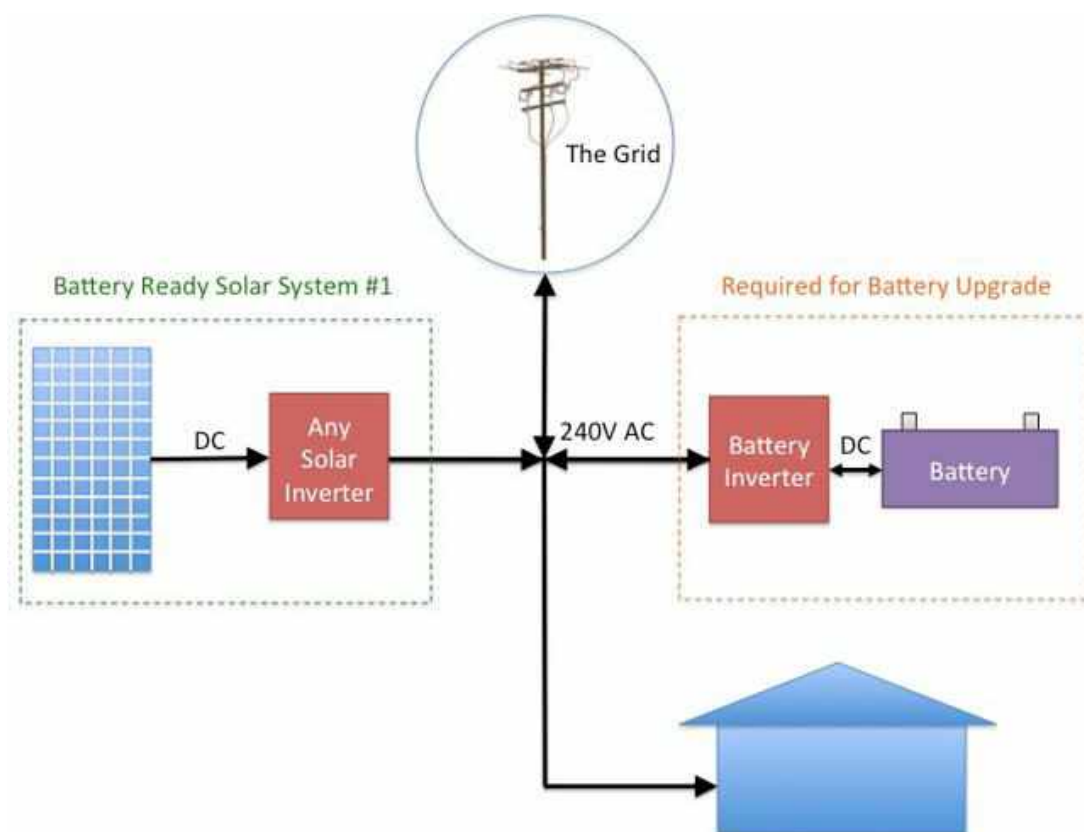 The Grid
Battery Ready Solar System #1
Required for Battery Upgrade
DC
Any
Solar
Inverter
240V AC
Battery
Inverter
DC
Battery